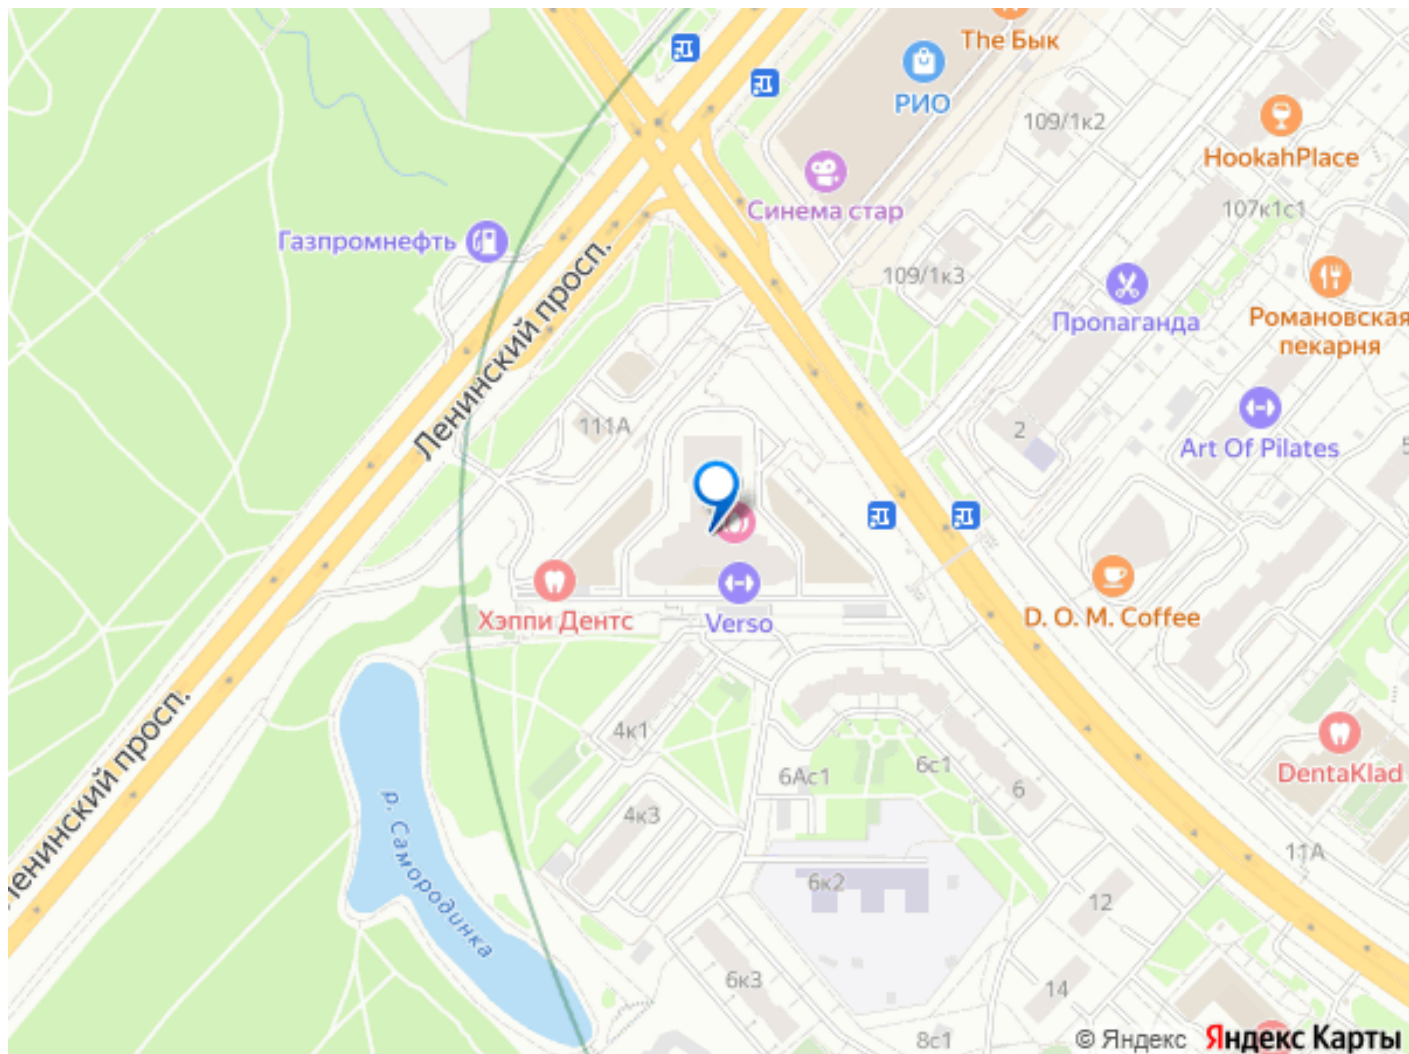 The Бык
РИО
109/1к2
HookahPlace
Синема стар
107к1с1
Газпромнефть
109/1к3
Пропаганда
Романовская
пекарня
Ленинский просп.
111А
2
Art Of Pilates
Хэппи Дентс
Verso
D. O. M. Coffee
4к1
6Ас1
6с1
6
DentaKlad
Ленинский просп.
р. Самородинка
4к3
11А
6к2
12
6к3
14
8с1
© Яндекс Яндекс Карты